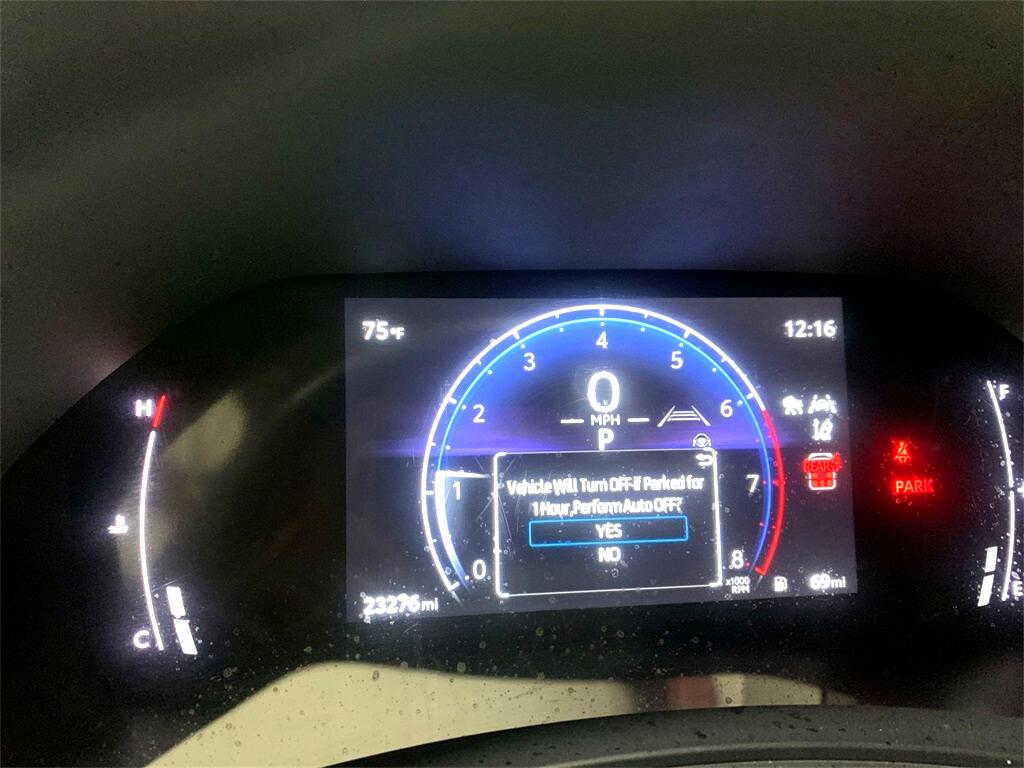 75°F
12:16
4
3
5
0
2
6
MPH
P
H
F
REAR
PARK
1
7
Vehicle Will Turn OFF if Parked for
1 Hour, Perform Auto OFF?
YES
NO
0
8
x1000
RPM
69mi
23276mi
C
E